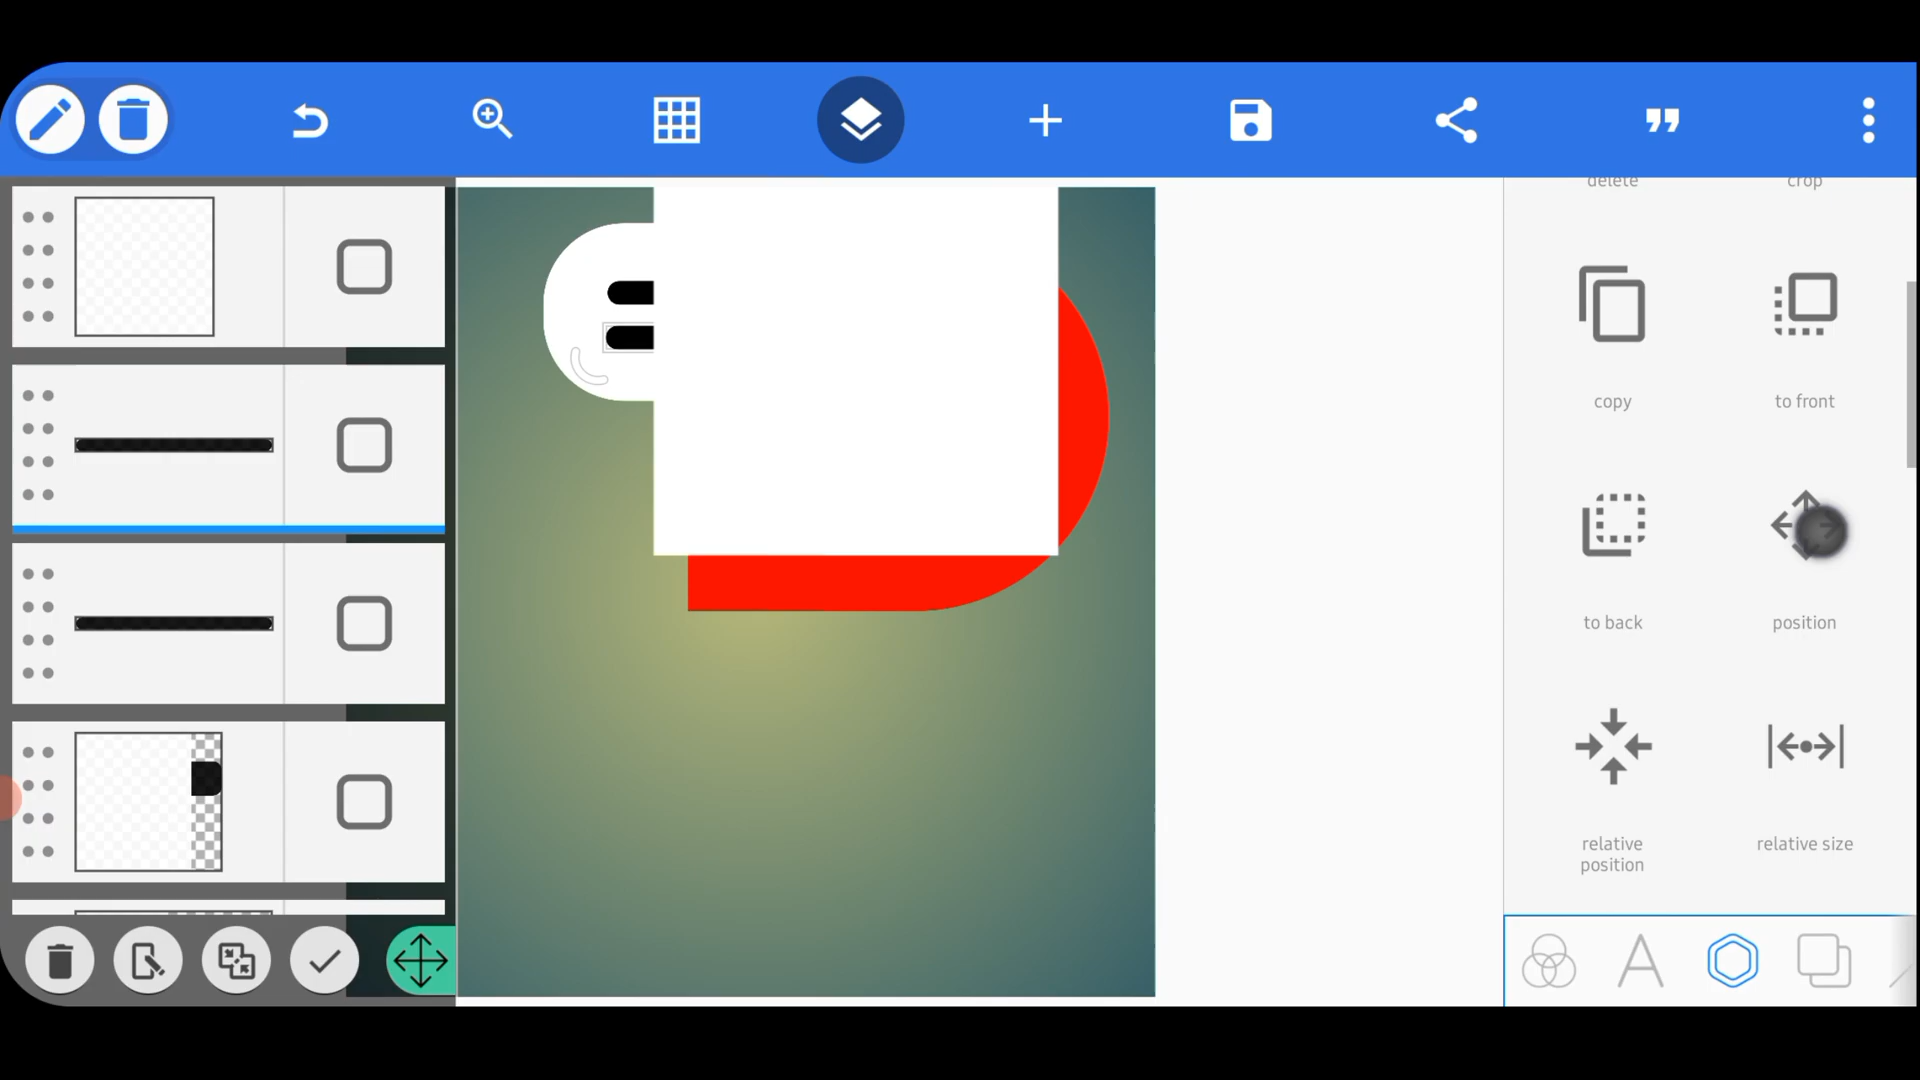 delete crop
copy to front
to back position
relative position relative size